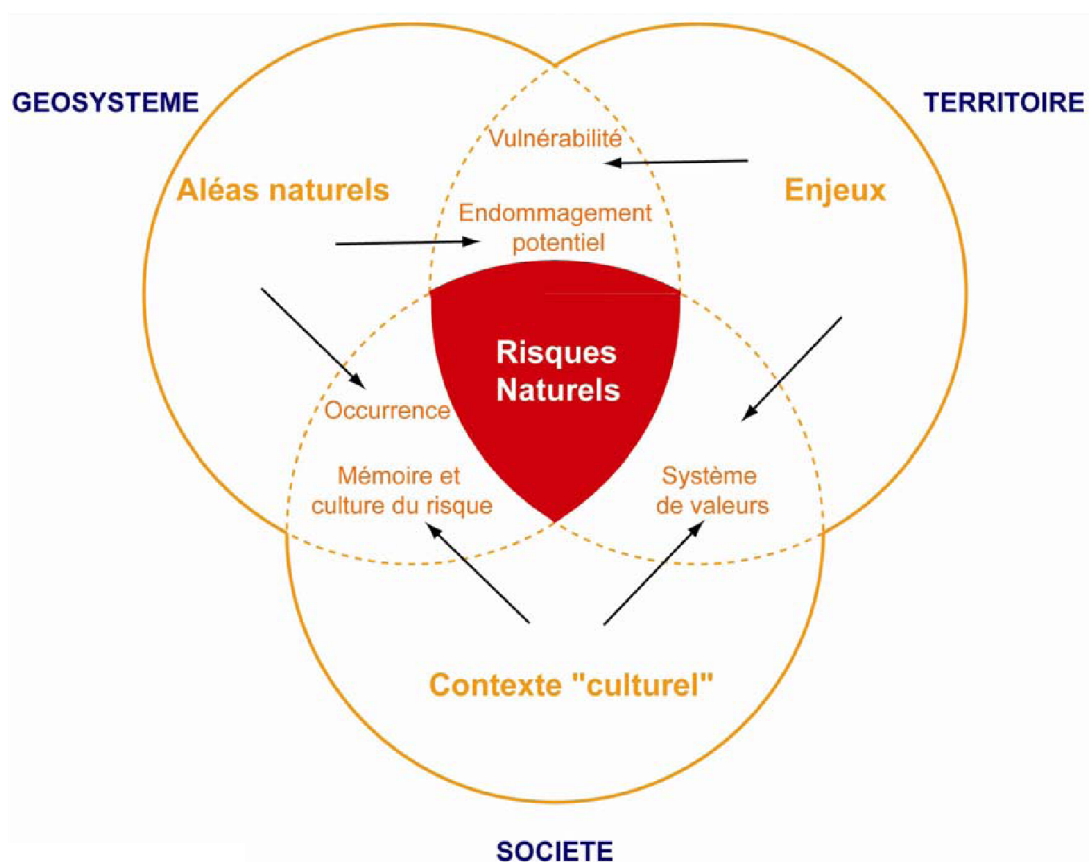 GEOSYSTEME
TERRITOIRE
Vulnérabilité
Aléas naturels
Enjeux
Endommagement
potentiel
Risques
Naturels
Occurrence
Mémoire et
culture du risque
Système
de valeurs
Contexte "culturel"
SOCIETE